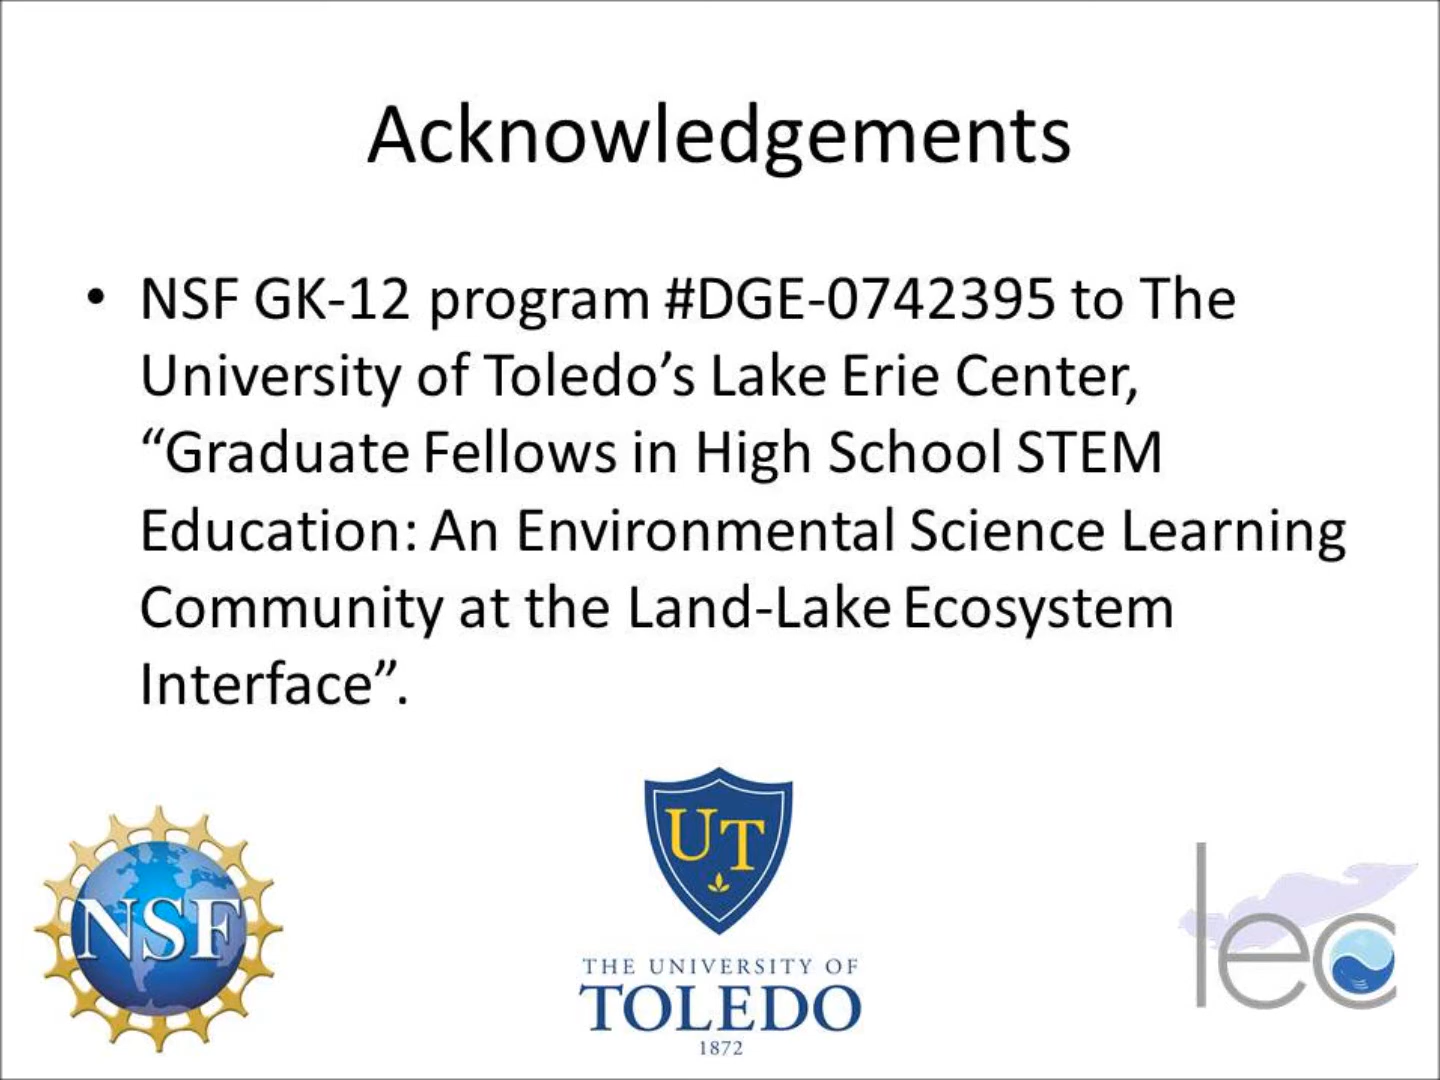 Acknowledgements
• NSF GK-12 program #DGE-0742395 to The
University of Toledo’s Lake Erie Center,
“Graduate Fellows in High School STEM
Education: An Environmental Science Learning
Community at the Land-Lake Ecosystem
Interface”.
NSF
UT
THE UNIVERSITY OF
TOLEDO
1872
lec